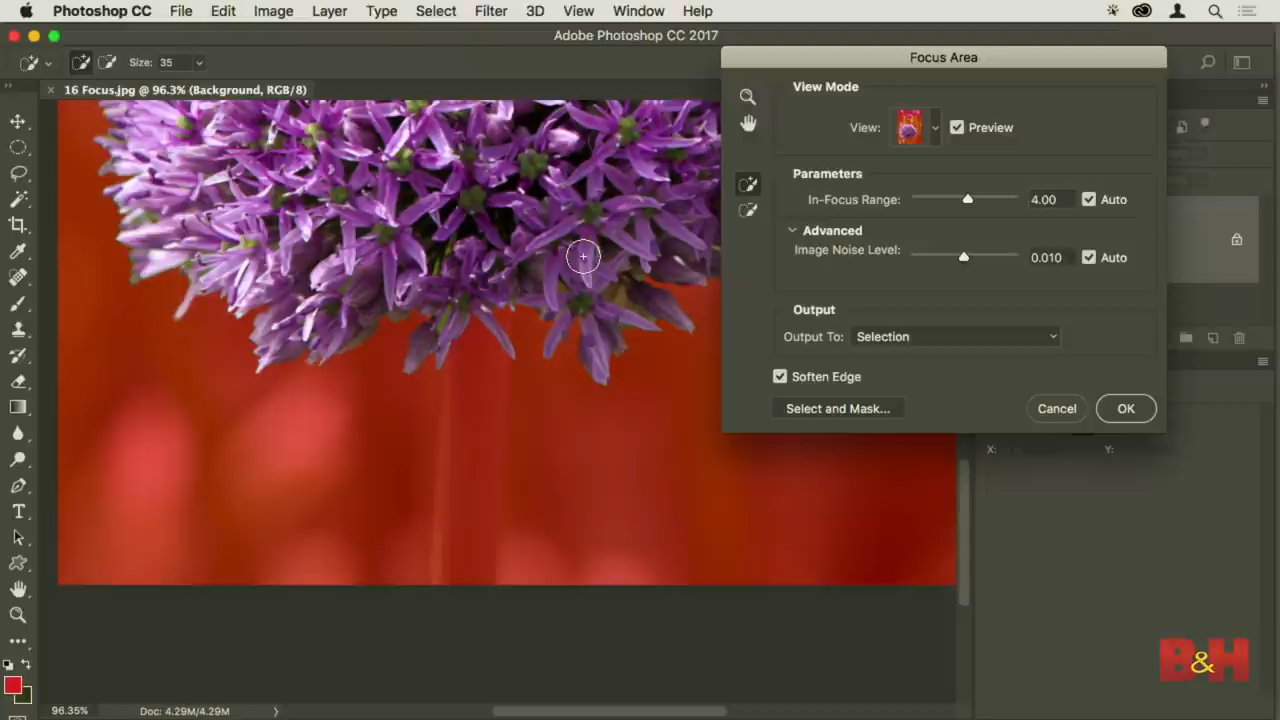 Photoshop CC File Edit Image Layer Type Select Filter 3D View Window Help
Adobe Photoshop CC 2017
Size: 35
× 16 Focus.jpg @ 96.3% (Background, RGB/8)
Focus Area
View Mode
View: Preview
Parameters
In-Focus Range: 4.00 Auto
Advanced
Image Noise Level: 0.010 Auto
Output
Output To: Selection
Soften Edge
Select and Mask... Cancel OK
X: Y:
B&H
96.35% Doc: 4.29M/4.29M